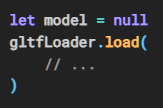 let model = null
gltfLoader.load(
    // ...
)